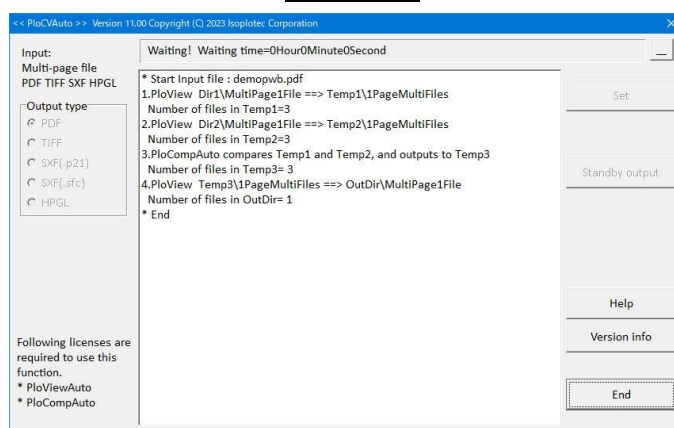 << PloCVAuto >> Version 11.00 Copyright (C) 2023 Isoplotec Corporation
Input:
Multi-page file
PDF TIFF SXF HPGL
Output type
PDF
TIFF
SXF(.p21)
SXF(.sfc)
HPGL
Following licenses are
required to use this
function.
* PloViewAuto
* PloCompAuto
Waiting! Waiting time=0Hour0Minute0Second
* Start Input file : demopwb.pdf
1.PloView Dir1\MultiPage1File ==> Temp1\1PageMultiFiles
Number of files in Temp1=3
2.PloView Dir2\MultiPage1File ==> Temp2\1PageMultiFiles
Number of files in Temp2=3
3.PloCompAuto compares Temp1 and Temp2, and outputs to Temp3
Number of files in Temp3= 3
4.PloView Temp3\1PageMultiFiles ==> OutDir\MultiPage1File
Number of files in OutDir= 1
* End
Set
Standby output
Help
Version info
End